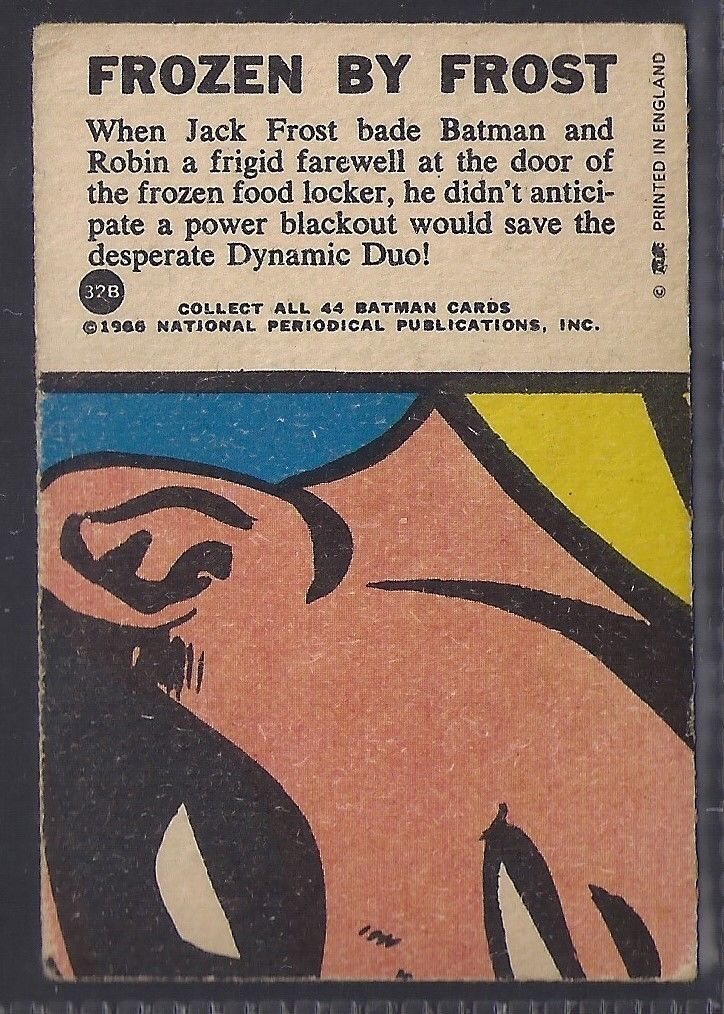 FROZEN BY FROST
When Jack Frost bade Batman and
Robin a frigid farewell at the door of
the frozen food locker, he didn't antici-
pate a power blackout would save the
desperate Dynamic Duo!
32B
COLLECT ALL 44 BATMAN CARDS
©1966 NATIONAL PERIODICAL PUBLICATIONS, INC.
© PRINTED IN ENGLAND